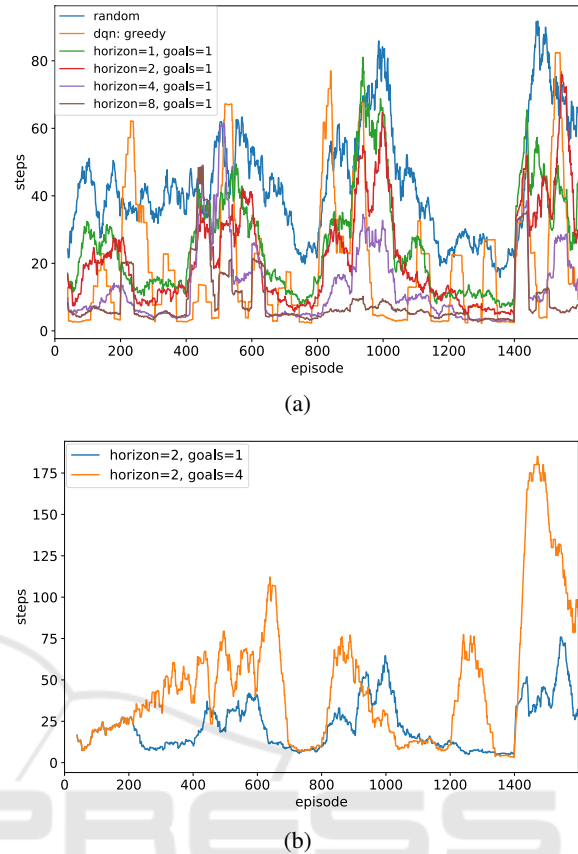 random
dqn: greedy
horizon=1, goals=1
horizon=2, goals=1
horizon=4, goals=1
horizon=8, goals=1
80
60
40
20
0
steps
0 200 400 600 800 1000 1200 1400
episode
(a)
horizon=2, goals=1
horizon=2, goals=4
175
150
125
100
75
50
25
0
steps
0 200 400 600 800 1000 1200 1400
episode
(b)
PRESS